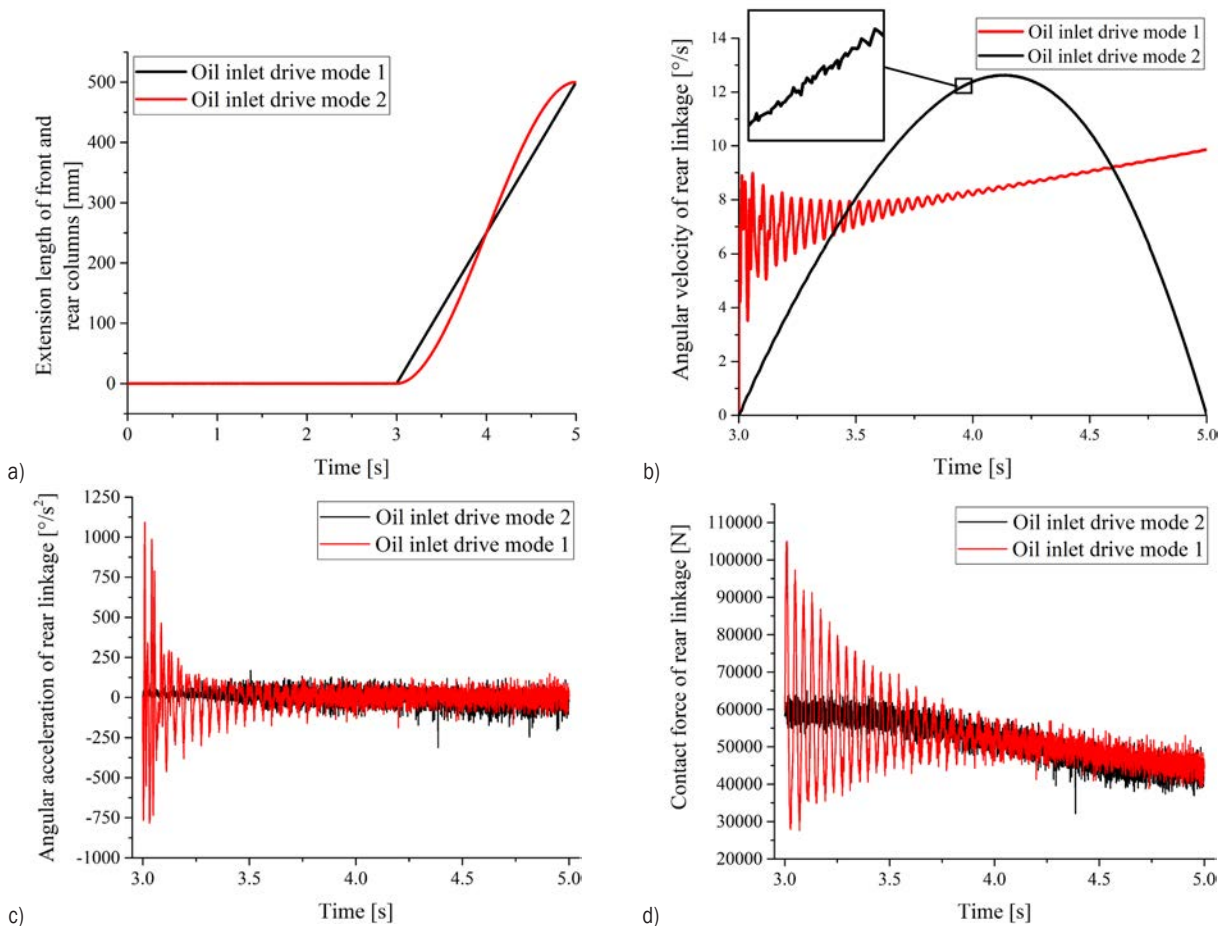 Oil inlet drive mode 1
Oil inlet drive mode 2
Extension length of front and
rear columns [mm]
500
400
300
200
100
0
0 1 2 3 4 5
Time [s]
a)
Oil inlet drive mode 1
Oil inlet drive mode 2
Angular velocity of rear linkage [°/s]
14
12
10
8
6
4
2
0
3.0 3.5 4.0 4.5 5.0
Time [s]
b)
Oil inlet drive mode 2
Oil inlet drive mode 1
Angular acceleration of rear linkage [°/s²]
1250
1000
750
500
250
0
-250
-500
-750
-1000
3.0 3.5 4.0 4.5 5.0
Time [s]
c)
Oil inlet drive mode 2
Oil inlet drive mode 1
Contact force of rear linkage [N]
110000
100000
90000
80000
70000
60000
50000
40000
30000
20000
3.0 3.5 4.0 4.5 5.0
Time [s]
d)